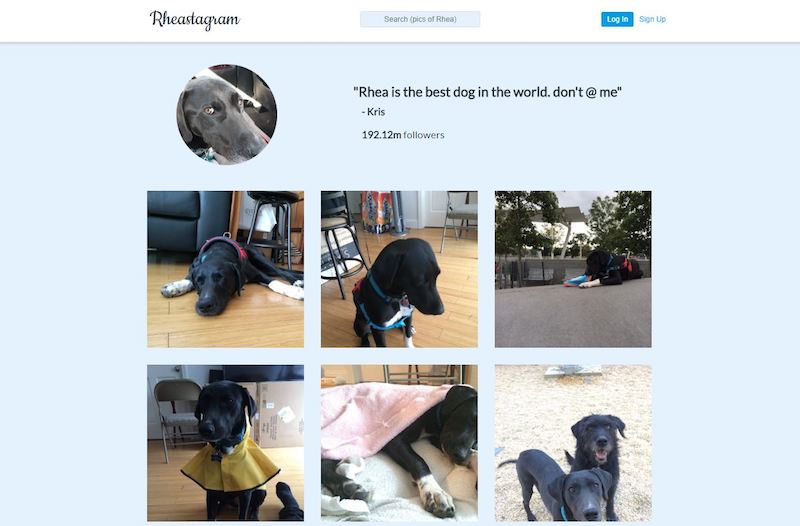 Rheastagram
Search (pics of Rhea)
Log In
Sign Up
"Rhea is the best dog in the world. don't @ me"
- Kris
192.12m followers